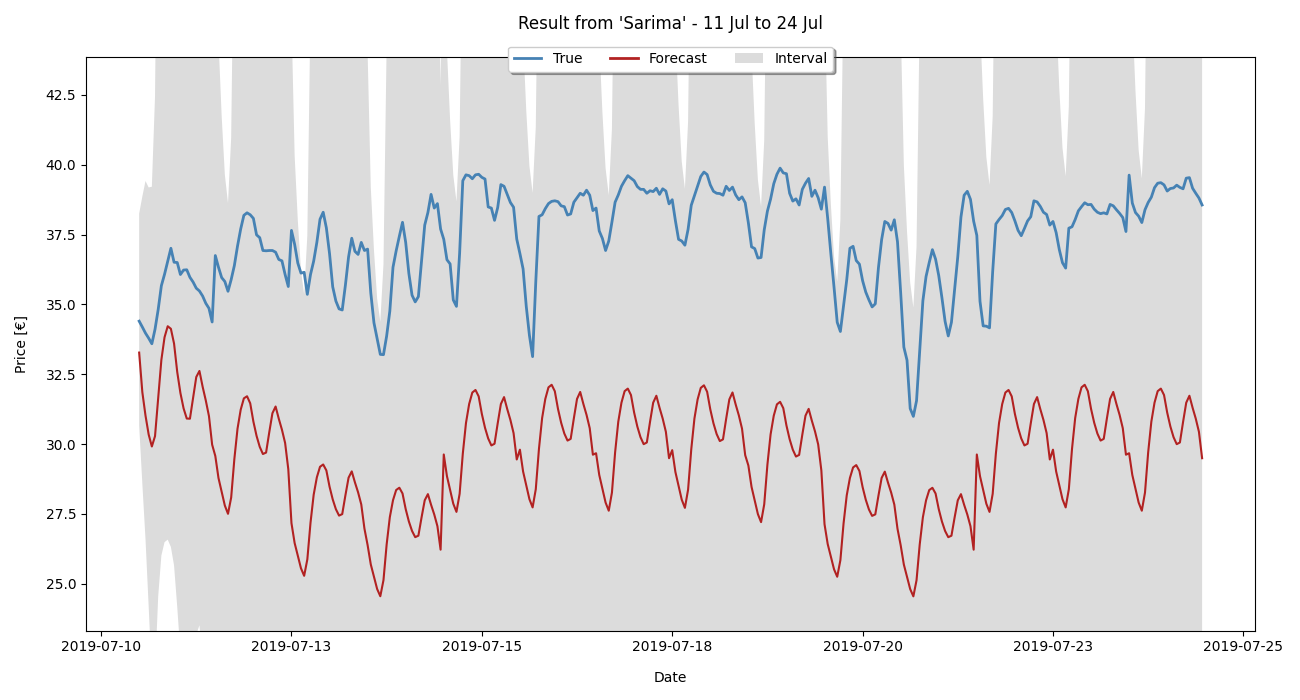 Result from 'Sarima' - 11 Jul to 24 Jul
True Forecast Interval
42.5
40.0
37.5
35.0
32.5
30.0
27.5
25.0
Price [€]
2019-07-10 2019-07-13 2019-07-15 2019-07-18 2019-07-20 2019-07-23 2019-07-25
Date